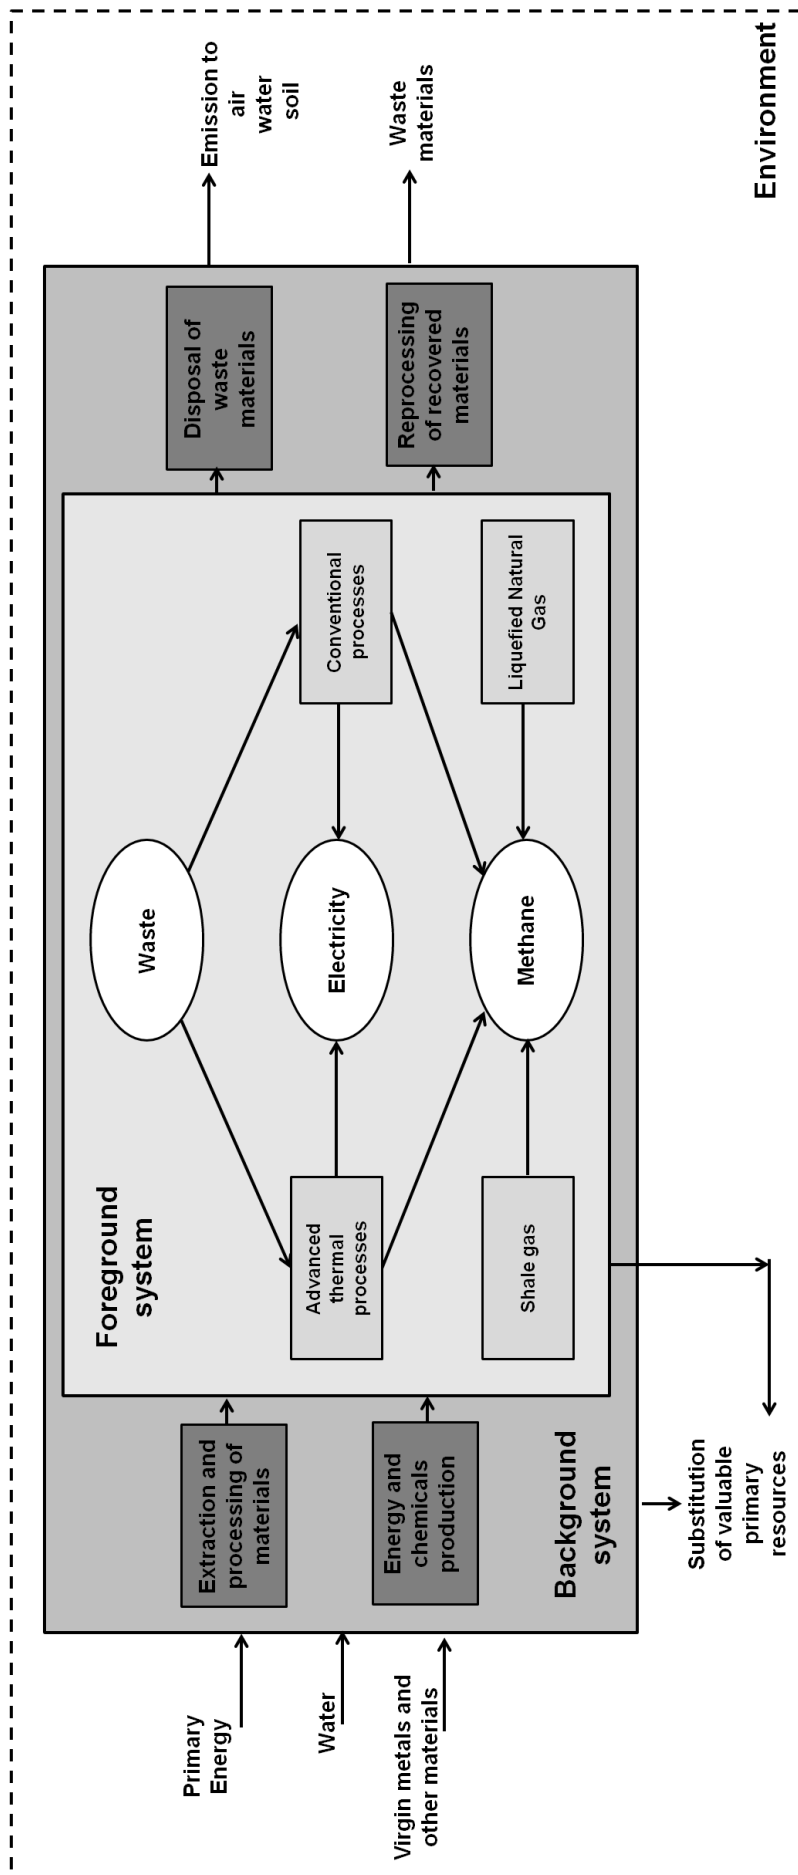 Primary
Energy
Water
Virgin metals and
other materials
Extraction and
processing of
materials
Energy and
chemicals
production
Background
system
Substitution
of valuable
primary
resources
Foreground
system
Waste
Advanced
thermal
processes
Electricity
Conventional
processes
Shale gas
Methane
Liquefied Natural
Gas
Disposal of
waste
materials
Reprocessing
of recovered
materials
Emission to
air
water
soil
Waste
materials
Environment